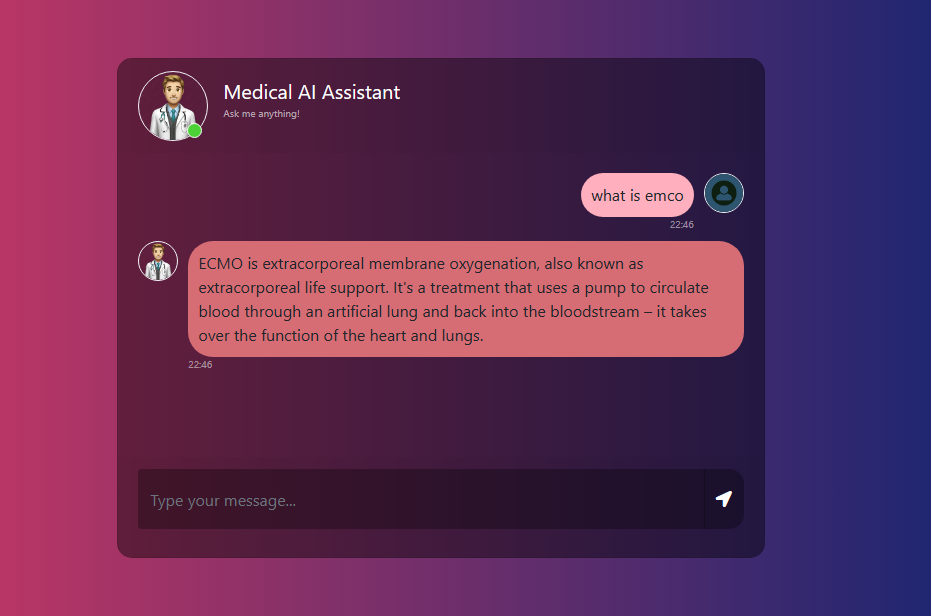 Medical AI Assistant
Ask me anything!
what is emco
22:46
ECMO is extracorporeal membrane oxygenation, also known as
extracorporeal life support. It's a treatment that uses a pump to circulate
blood through an artificial lung and back into the bloodstream – it takes
over the function of the heart and lungs.
22:46
Type your message...